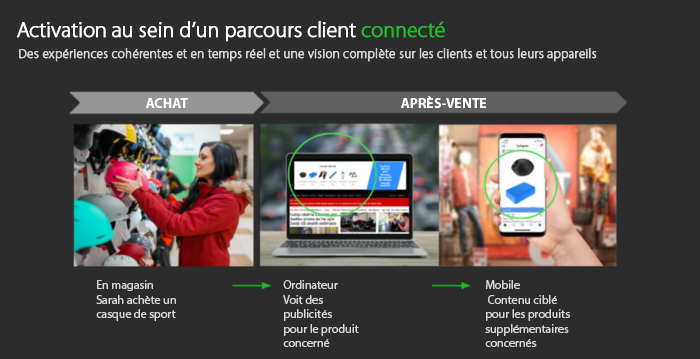 Activation au sein d’un parcours client connecté
Des expériences cohérentes et en temps réel et une vision complète sur les clients et tous leurs appareils
ACHAT
APRÈS-VENTE
En magasin
Sarah achète un
casque de sport
Ordinateur
Voit des
publicités
pour le produit
concerné
Mobile
Contenu ciblé
pour les produits
supplémentaires
concernés